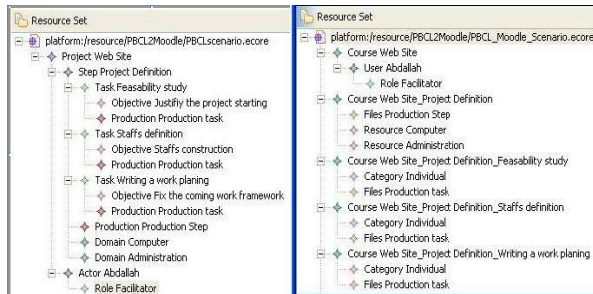 Resource Set
platform:/resource/PBCL2Moodle/PBCLscenario.ecore
Project Web Site
Step Project Definition
Task Feasability study
Objective Justifiy the project starting
Production Production task
Task Staffs definition
Objective Staffs construction
Production Production task
Task Writing a work planing
Objective Fix the coming work framework
Production Production task
Production Production Step
Domain Computer
Domain Administration
Actor Abdallah
Role Facilitator
Resource Set
platform:/resource/PBCL2Moodle/PBCL_Moodle_Scenario.ecore
Course Web Site
User Abdallah
Role Facilitator
Course Web Site_Project Definition
Files Production Step
Resource Computer
Resource Administration
Course Web Site_Project Definition_Feasability study
Category Individual
Files Production task
Course Web Site_Project Definition_Staffs definition
Category Individual
Files Production task
Course Web Site_Project Definition_Writing a work planing
Category Individual
Files Production task